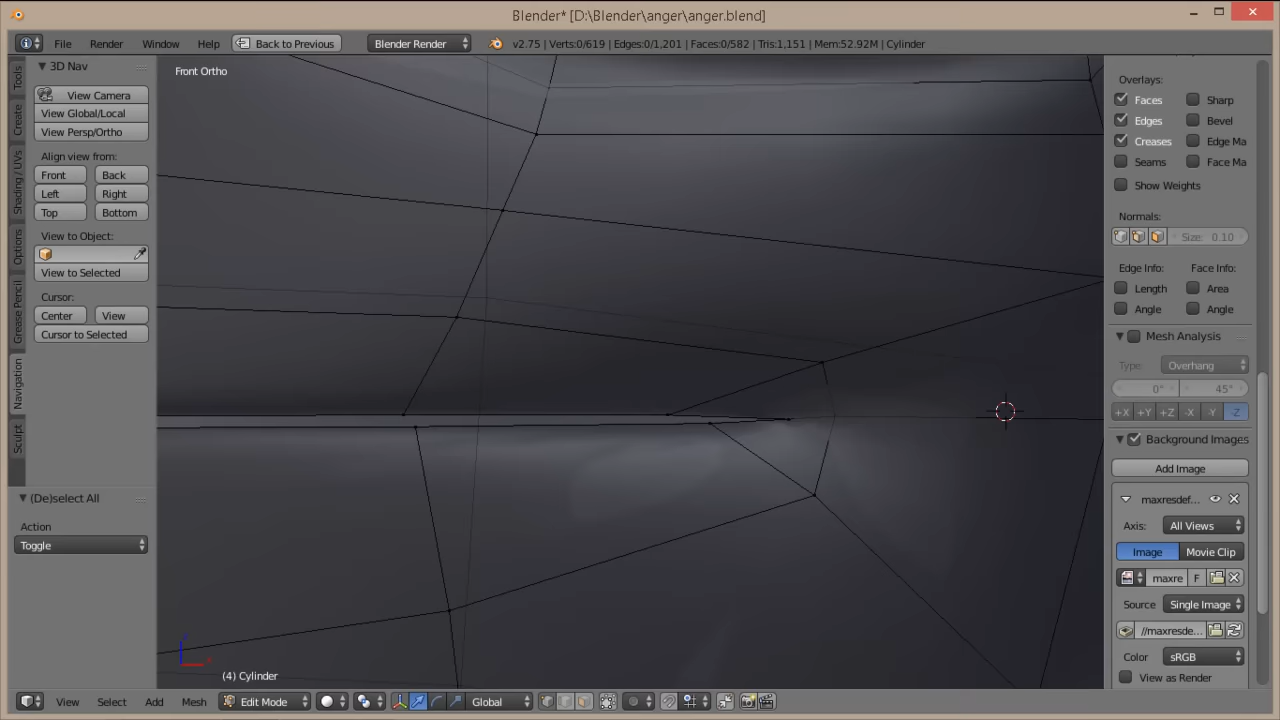 Blender* [D:\Blender\anger\anger.blend]
File Render Window Help Back to Previous Blender Render v2.75 | Verts:0/619 | Edges:0/1,201 | Faces:0/582 | Tris:1,151 | Mem:52.92M | Cylinder
Tools
Create
Shading / UVs
Options
Grease Pencil
Navigation
Sculpt
3D Nav
View Camera
View Global/Local
View Persp/Ortho
Align view from:
Front Back
Left Right
Top Bottom
View to Object:
View to Selected
Cursor:
Center View
Cursor to Selected
(De)select All
Action
Toggle
Front Ortho
(4) Cylinder
Overlays:
Faces Sharp
Edges Bevel
Creases Edge Ma
Seams Face Ma
Show Weights
Normals:
Size: 0.10
Edge Info: Face Info:
Length Area
Angle Angle
Mesh Analysis
Type: Overhang
0° 45°
+X +Y +Z -X -Y -Z
Background Images
Add Image
maxresdef...
Axis: All Views
Image Movie Clip
maxre F
Source Single Image
//maxresde...
Color sRGB
View as Render
View Select Add Mesh Edit Mode Global